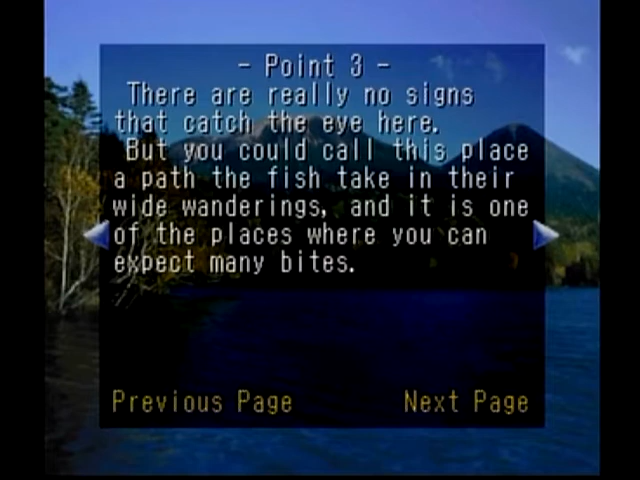 - Point 3 -
There are really no signs
that catch the eye here.
But you could call this place
a path the fish take in their
wide wanderings, and it is one
of the places where you can
expect many bites.
Previous Page Next Page